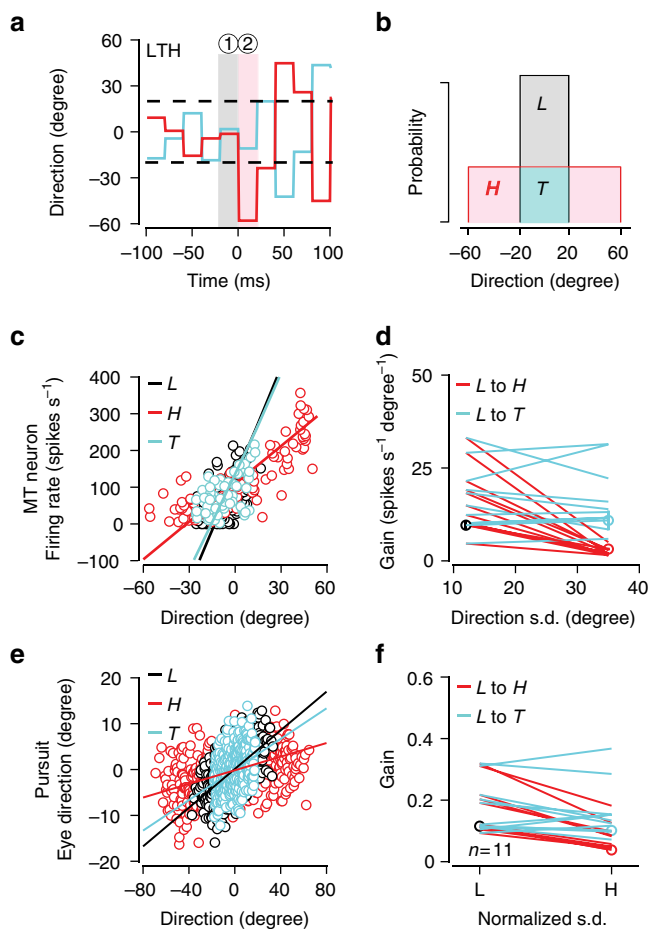 a
LTH
1 2
Direction (degree)
60
30
0
−30
−60
−100 −50 0 50 100
Time (ms)
b
Probability
L
H
T
−60 −20 20 60
Direction (degree)
c
MT neuron
Firing rate (spikes s−1)
400
300
200
100
0
−100
L
H
T
−60 −30 0 30 60
Direction (degree)
d
Gain (spikes s−1 degree−1)
50
25
0
L to H
L to T
10 20 30 40
Direction s.d. (degree)
e
Pursuit
Eye direction (degree)
20
10
0
−10
−20
L
H
T
−80 −40 0 40 80
Direction (degree)
f
Gain
0.6
0.4
0.2
0
L to H
L to T
n=11
L H
Normalized s.d.